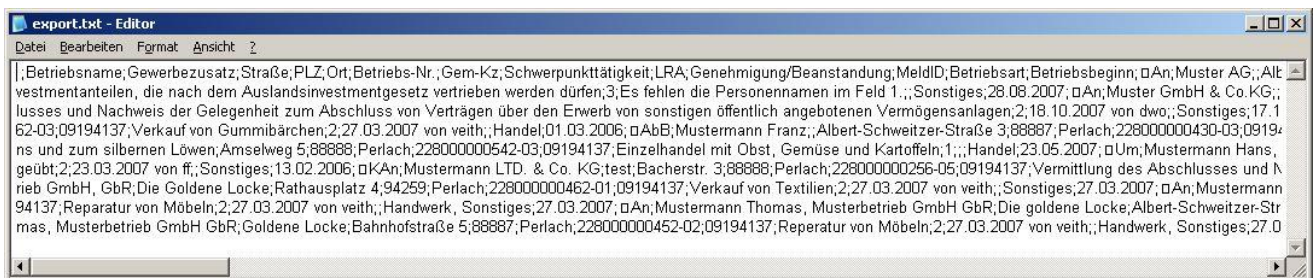 export.txt - Editor
Datei Bearbeiten Format Ansicht ?
;Betriebsname;Gewerbezusatz;Straße;PLZ;Ort;Betriebs-Nr.;Gem-Kz;Schwerpunkttätigkeit;LRA;Genehmigung/Beanstandung;MeldID;Betriebsart;Betriebsbeginn;□An;Muster AG;;Alb
vestmentanteilen, die nach dem Auslandsinvestmentgesetz vertrieben werden dürfen;3;Es fehlen die Personennamen im Feld 1.;;Sonstiges;28.08.2007;□An;Muster GmbH & Co.KG;;
lusses und Nachweis der Gelegenheit zum Abschluss von Verträgen über den Erwerb von sonstigen öffentlich angebotenen Vermögensanlagen;2;18.10.2007 von dwo;;Sonstiges;17.1
62-03;09194137;Verkauf von Gummibärchen;2;27.03.2007 von veith;;Handel;01.03.2006;□AbB;Mustermann Franz;;Albert-Schweitzer-Straße 3;88887;Perlach;228000000430-03;09194
ns und zum silbernen Löwen;Amselweg 5;88888;Perlach;228000000542-03;09194137;Einzelhandel mit Obst, Gemüse und Kartoffeln;1;;;Handel;23.05.2007;□Um;Mustermann Hans,
geübt;2;23.03.2007 von ff;;Sonstiges;13.02.2006;□KAn;Mustermann LTD. & Co. KG;test;Bacherstr. 3;88888;Perlach;228000000256-05;09194137;Vermittlung des Abschlusses und N
rieb GmbH, GbR;Die Goldene Locke;Rathausplatz 4;94259;Perlach;228000000462-01;09194137;Verkauf von Textilien;2;27.03.2007 von veith;;Sonstiges;27.03.2007;□An;Mustermann
94137;Reparatur von Möbeln;2;27.03.2007 von veith;;Handwerk, Sonstiges;27.03.2007;□An;Mustermann Thomas, Musterbetrieb GmbH GbR;Die goldene Locke;Albert-Schweitzer-Str
mas, Musterbetrieb GmbH GbR;Goldene Locke;Bahnhofstraße 5;88887;Perlach;228000000452-02;09194137;Reperatur von Möbeln;2;27.03.2007 von veith;;Handwerk, Sonstiges;27.0